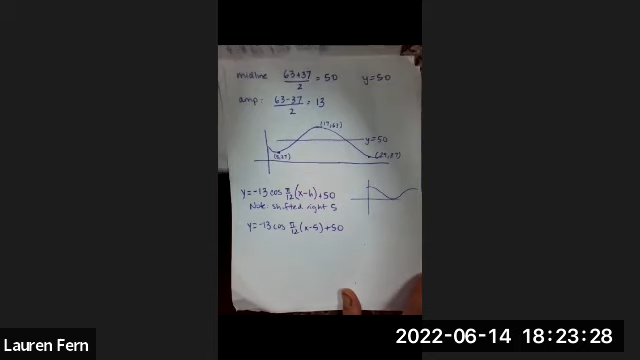 midline 63+37/2 = 50 y=50
amp: 63-37/2 = 13
(17,63)
y=50
(5,37)
(29,37)
y=-13 cos π/12 (x-h)+50
Note: shifted right 5
y=-13 cos π/12 (x-5)+50
Lauren Fern
2022-06-14 18:23:28